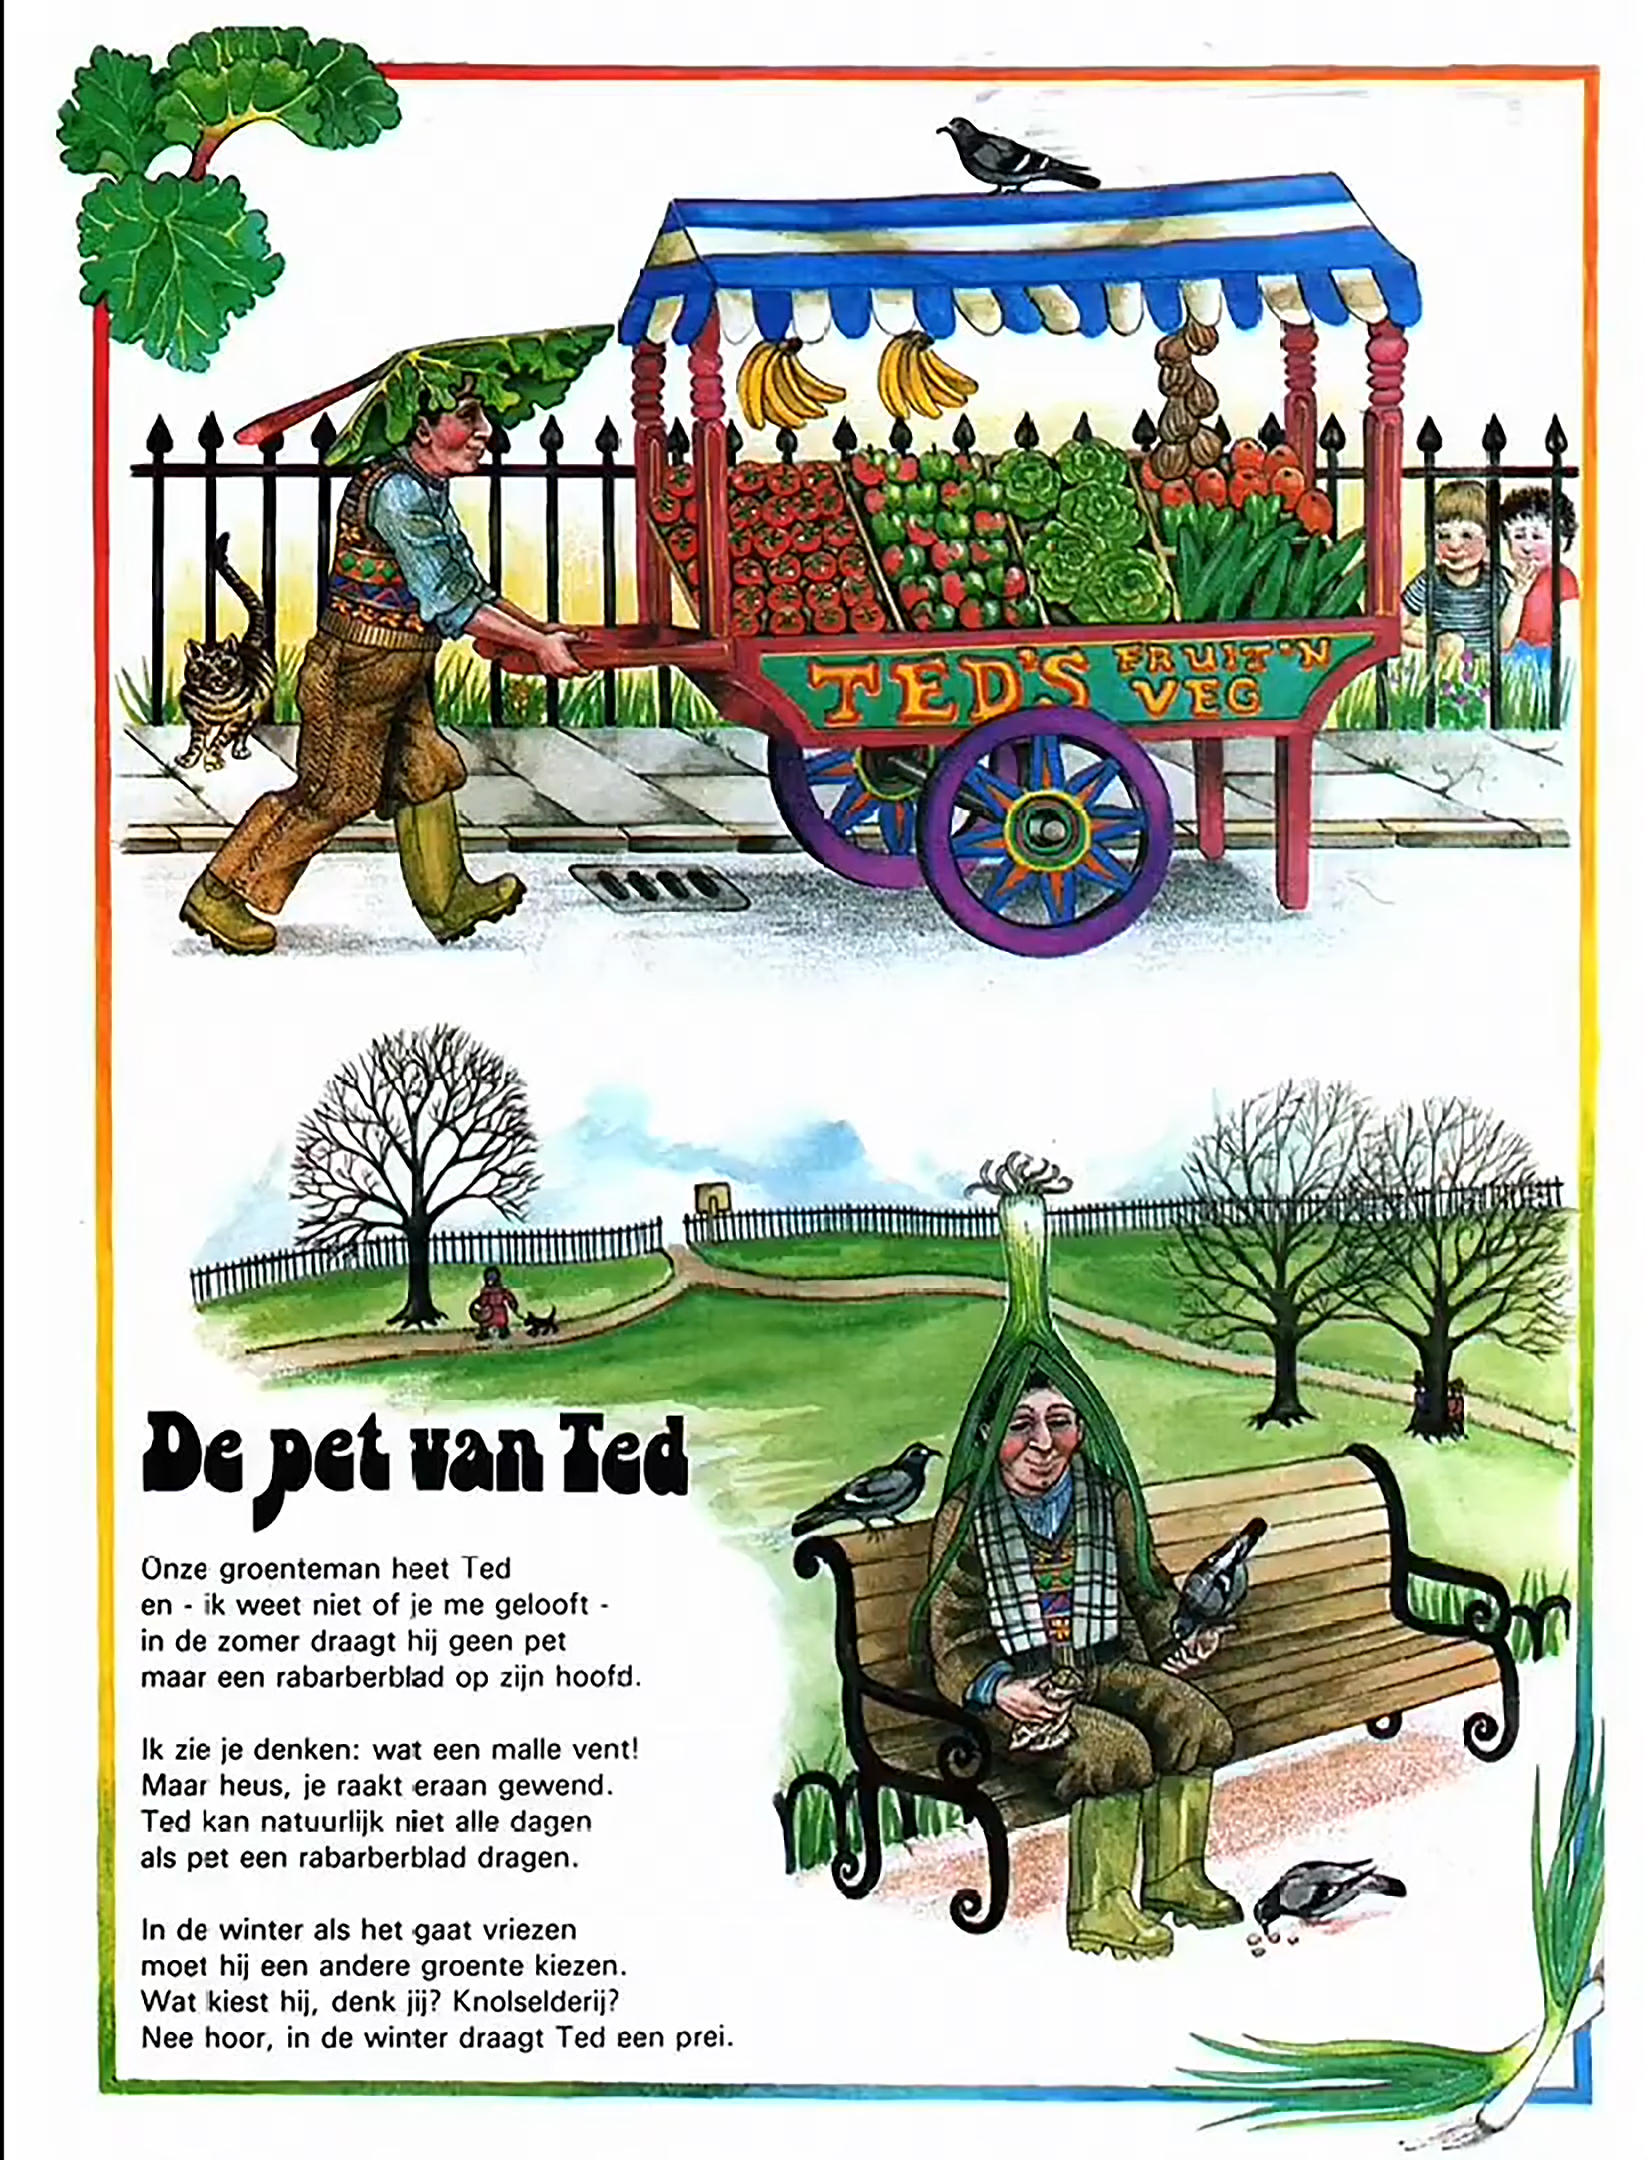 TED'S FRUIT 'N
VEG
De pet van Ted
Onze groenteman heet Ted
en - ik weet niet of je me gelooft -
in de zomer draagt hij geen pet
maar een rabarberblad op zijn hoofd.
Ik zie je denken: wat een malle vent!
Maar heus, je raakt eraan gewend.
Ted kan natuurlijk niet alle dagen
als pet een rabarberblad dragen.
In de winter als het gaat vriezen
moet hij een andere groente kiezen.
Wat kiest hij, denk jij? Knolselderij?
Nee hoor, in de winter draagt Ted een prei.